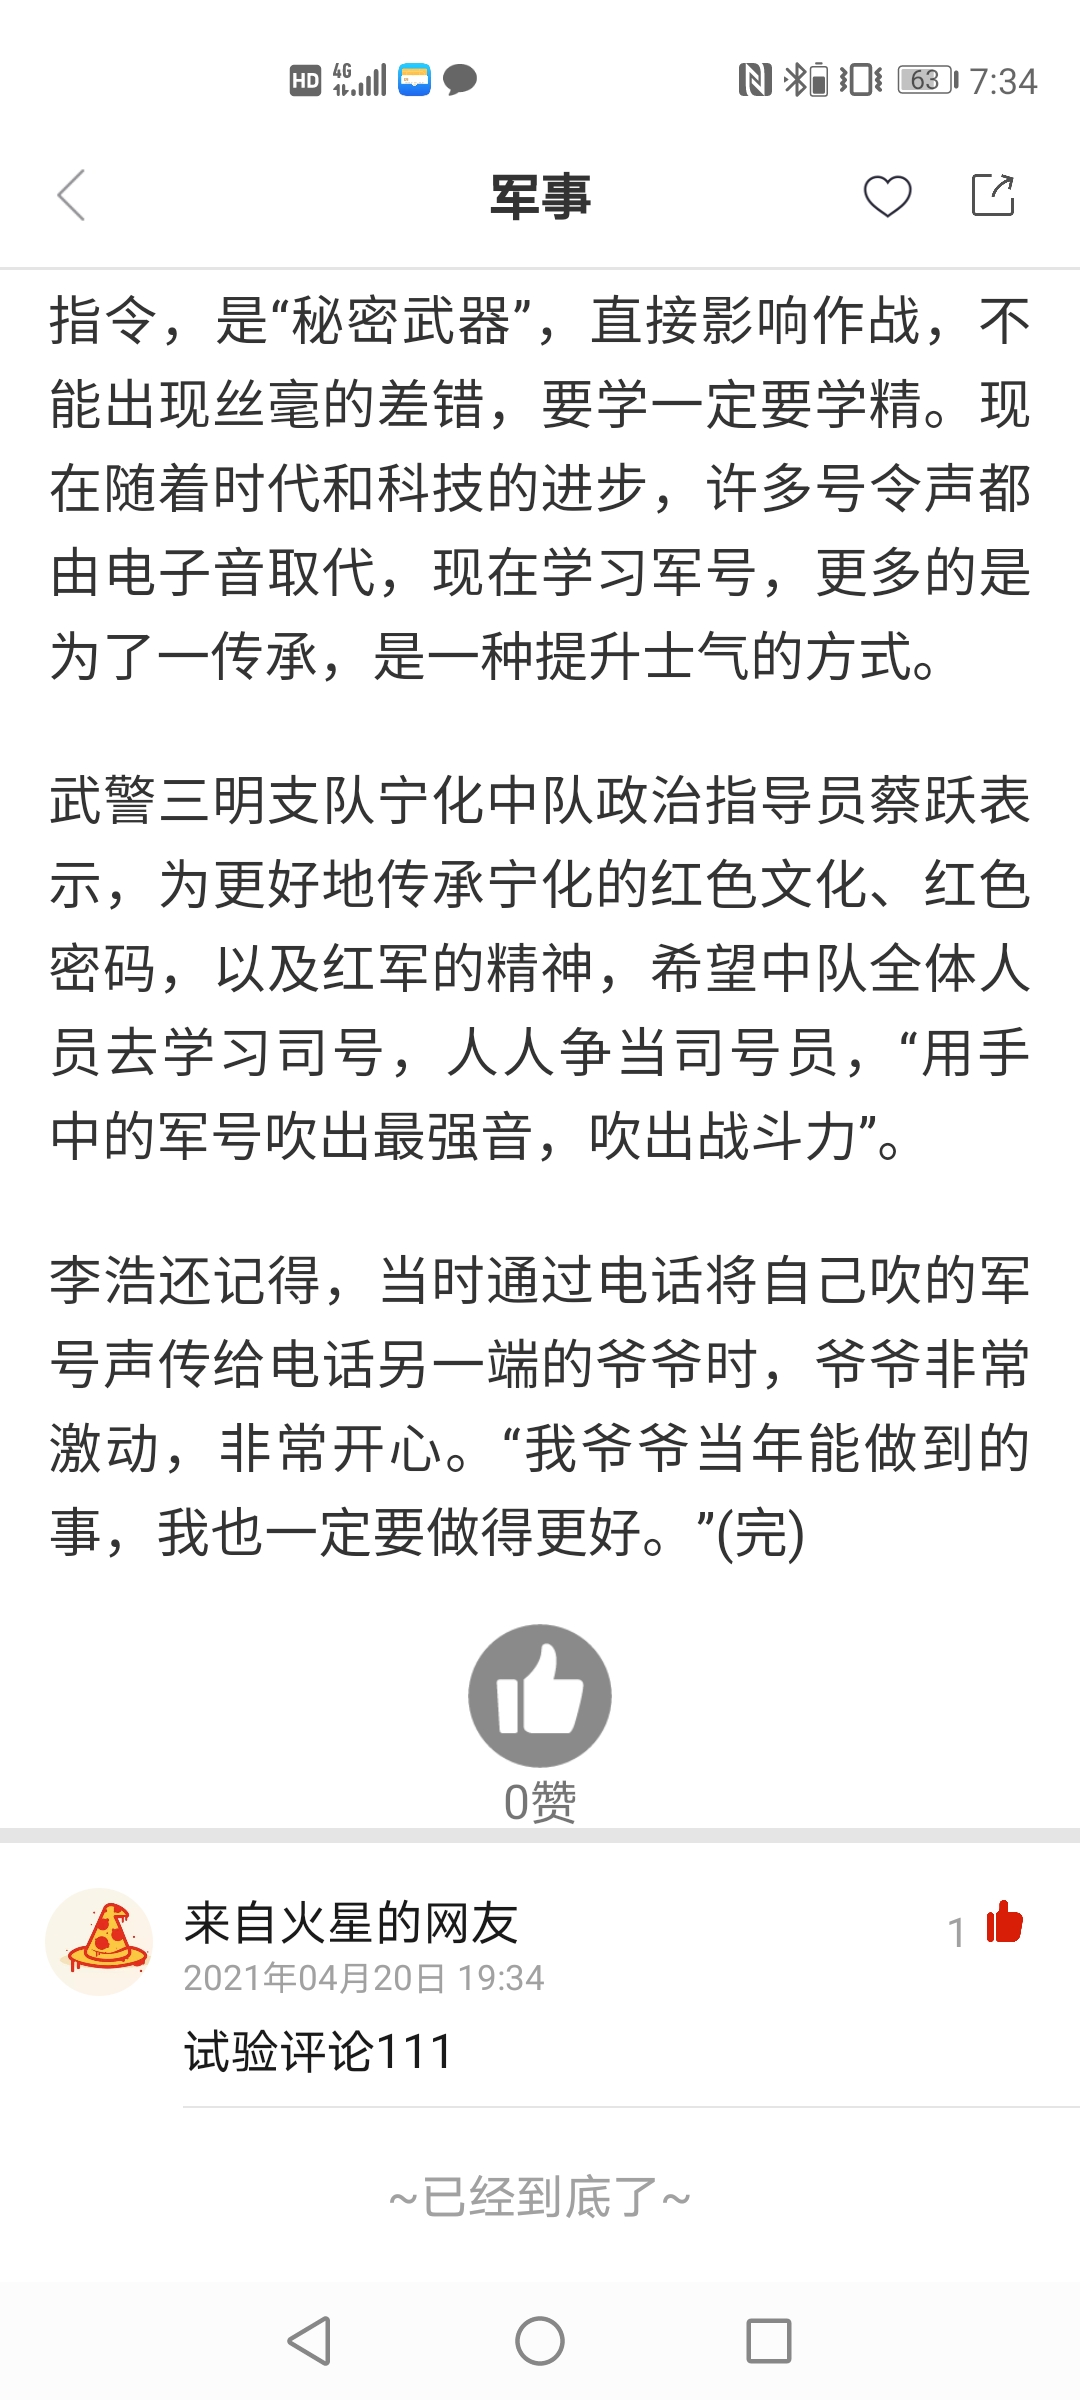 HD 4G 63 7:34
军事
指令，是“秘密武器”，直接影响作战，不
能出现丝毫的差错，要学一定要学精。现
在随着时代和科技的进步，许多号令声都
由电子音取代，现在学习军号，更多的是
为了一传承，是一种提升士气的方式。
武警三明支队宁化中队政治指导员蔡跃表
示，为更好地传承宁化的红色文化、红色
密码，以及红军的精神，希望中队全体人
员去学习司号，人人争当司号员，“用手
中的军号吹出最强音，吹出战斗力”。
李浩还记得，当时通过电话将自己吹的军
号声传给电话另一端的爷爷时，爷爷非常
激动，非常开心。“我爷爷当年能做到的
事，我也一定要做得更好。”(完)
0赞
来自火星的网友
1
2021年04月20日 19:34
试验评论111
~已经到底了~